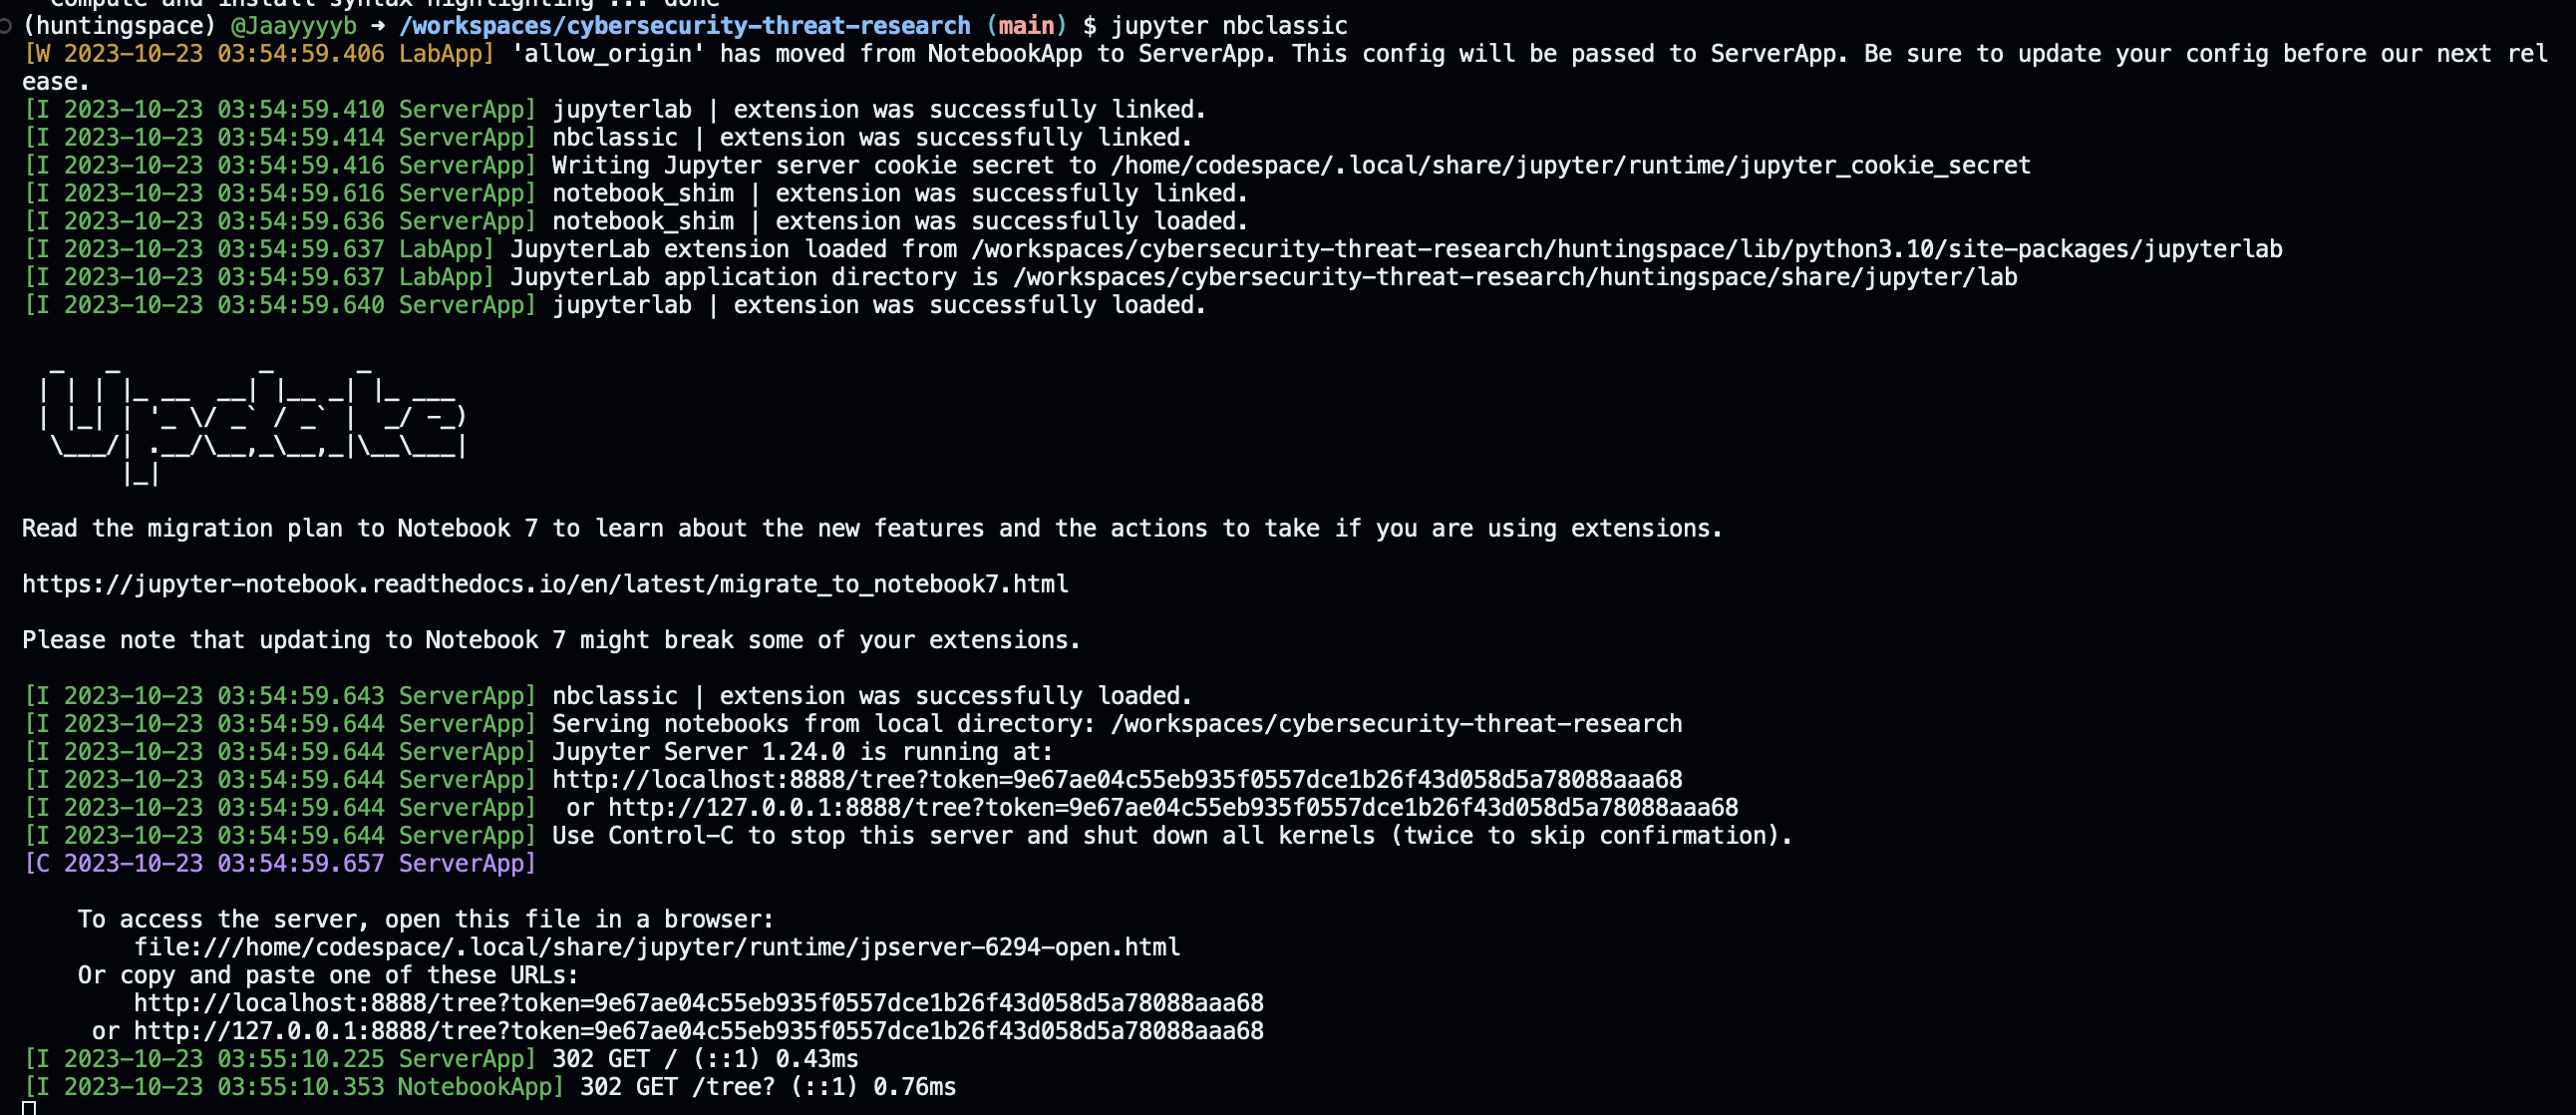 Compute and install syntax highlighting ... done
(huntingspace) @Jaayyyyb ➜ /workspaces/cybersecurity-threat-research (main) $ jupyter nbclassic
[W 2023-10-23 03:54:59.406 LabApp] 'allow_origin' has moved from NotebookApp to ServerApp. This config will be passed to ServerApp. Be sure to update your config before our next rel
ease.
[I 2023-10-23 03:54:59.410 ServerApp] jupyterlab | extension was successfully linked.
[I 2023-10-23 03:54:59.414 ServerApp] nbclassic | extension was successfully linked.
[I 2023-10-23 03:54:59.416 ServerApp] Writing Jupyter server cookie secret to /home/codespace/.local/share/jupyter/runtime/jupyter_cookie_secret
[I 2023-10-23 03:54:59.616 ServerApp] notebook_shim | extension was successfully linked.
[I 2023-10-23 03:54:59.636 ServerApp] notebook_shim | extension was successfully loaded.
[I 2023-10-23 03:54:59.637 LabApp] JupyterLab extension loaded from /workspaces/cybersecurity-threat-research/huntingspace/lib/python3.10/site-packages/jupyterlab
[I 2023-10-23 03:54:59.637 LabApp] JupyterLab application directory is /workspaces/cybersecurity-threat-research/huntingspace/share/jupyter/lab
[I 2023-10-23 03:54:59.640 ServerApp] jupyterlab | extension was successfully loaded.
Update
Read the migration plan to Notebook 7 to learn about the new features and the actions to take if you are using extensions.
https://jupyter-notebook.readthedocs.io/en/latest/migrate_to_notebook7.html
Please note that updating to Notebook 7 might break some of your extensions.
[I 2023-10-23 03:54:59.643 ServerApp] nbclassic | extension was successfully loaded.
[I 2023-10-23 03:54:59.644 ServerApp] Serving notebooks from local directory: /workspaces/cybersecurity-threat-research
[I 2023-10-23 03:54:59.644 ServerApp] Jupyter Server 1.24.0 is running at:
[I 2023-10-23 03:54:59.644 ServerApp] http://localhost:8888/tree?token=9e67ae04c55eb935f0557dce1b26f43d058d5a78088aaa68
[I 2023-10-23 03:54:59.644 ServerApp]  or http://127.0.0.1:8888/tree?token=9e67ae04c55eb935f0557dce1b26f43d058d5a78088aaa68
[I 2023-10-23 03:54:59.644 ServerApp] Use Control-C to stop this server and shut down all kernels (twice to skip confirmation).
[C 2023-10-23 03:54:59.657 ServerApp]
To access the server, open this file in a browser:
file:///home/codespace/.local/share/jupyter/runtime/jpserver-6294-open.html
Or copy and paste one of these URLs:
http://localhost:8888/tree?token=9e67ae04c55eb935f0557dce1b26f43d058d5a78088aaa68
or http://127.0.0.1:8888/tree?token=9e67ae04c55eb935f0557dce1b26f43d058d5a78088aaa68
[I 2023-10-23 03:55:10.225 ServerApp] 302 GET / (::1) 0.43ms
[I 2023-10-23 03:55:10.353 NotebookApp] 302 GET /tree? (::1) 0.76ms